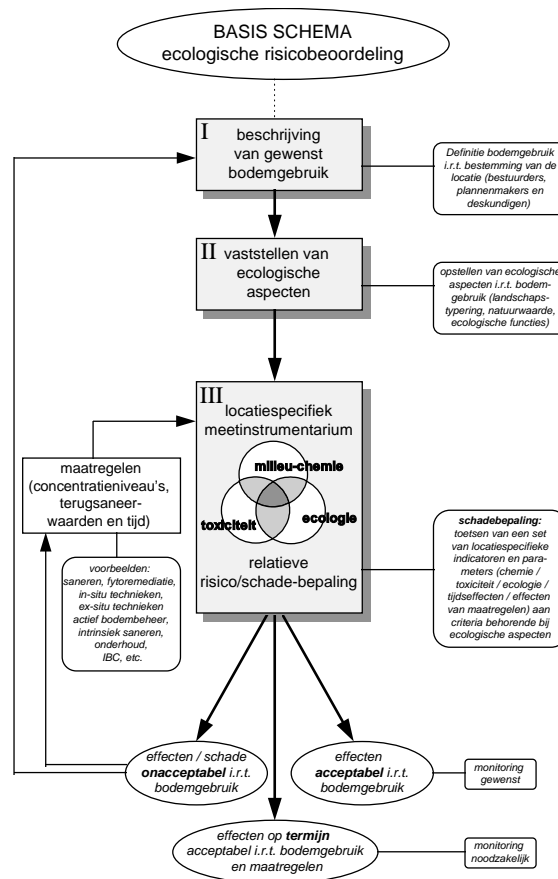 BASIS SCHEMA
ecologische risicobeoordeling
I
beschrijving
van gewenst
bodemgebruik
Definitie bodemgebruik
i.r.t. bestemming van de
locatie (bestuurders,
plannenmakers en
deskundigen)
II
vaststellen van
ecologische
aspecten
opstellen van ecologische
aspecten i.r.t. bodem-
gebruik (landschaps-
typering, natuurwaarde,
ecologische functies)
III
locatiespecifiek
meetinstrumentarium
milieu-chemie
toxiciteit
ecologie
relatieve
risico/schade-bepaling
maatregelen
(concentratieniveau's,
terugsaneer-
waarden en tijd)
voorbeelden:
saneren, fytoremediatie,
in-situ technieken,
ex-situ technieken
actief bodembeheer,
intrinsiek saneren,
onderhoud,
IBC, etc.
schadebepaling:
toetsen van een set
van locatiespecifieke
indicatoren en para-
meters (chemie /
toxiciteit / ecologie /
tijdseffecten / effecten
van maatregelen) aan
criteria behorende bij
ecologische aspecten
effecten / schade
onacceptabel i.r.t.
bodemgebruik
effecten
acceptabel i.r.t.
bodemgebruik
monitoring
gewenst
effecten op termijn
acceptabel i.r.t. bodemgebruik
en maatregelen
monitoring
noodzakelijk